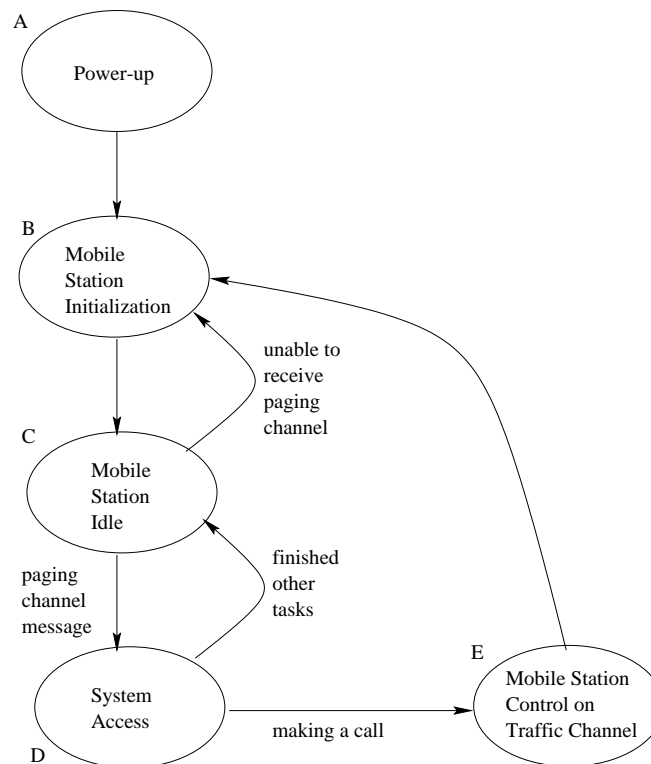 A
Power-up
B
Mobile
Station
Initialization
unable to
receive
paging
channel
C
Mobile
Station
Idle
finished
other
tasks
paging
channel
message
E
Mobile Station
Control on
Traffic Channel
System
Access
making a call
D